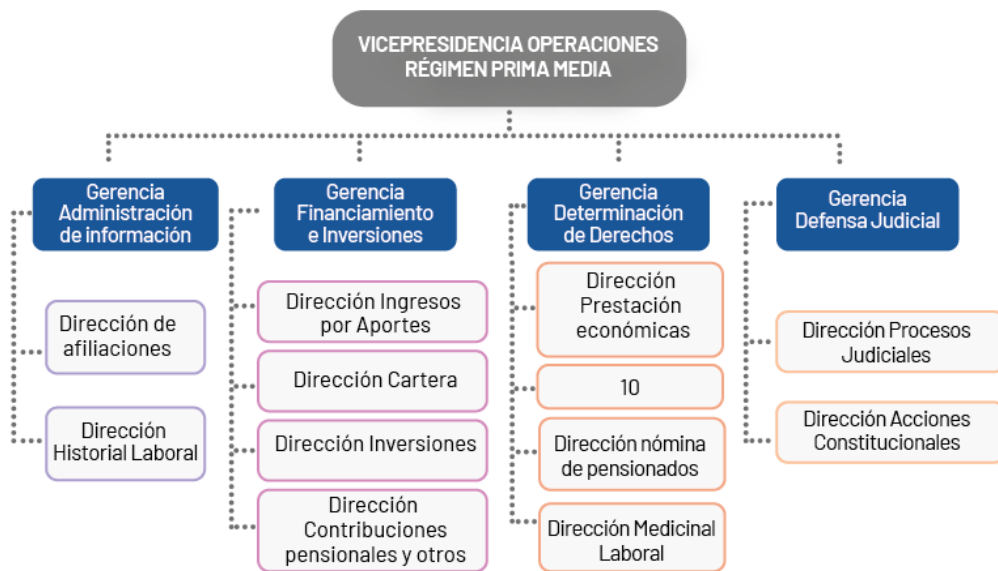 VICEPRESIDENCIA OPERACIONES
RÉGIMEN PRIMA MEDIA
Gerencia
Administración
de información
Dirección de
afiliaciones
Dirección
Historial Laboral
Gerencia
Financiamiento
e Inversiones
Dirección Ingresos
por Aportes
Dirección Cartera
Dirección Inversiones
Dirección
Contribuciones
pensionales y otros
Gerencia
Determinación
de Derechos
Dirección
Prestación
económicas
10
Dirección nómina
de pensionados
Dirección Medicinal
Laboral
Gerencia
Defensa Judicial
Dirección Procesos
Judiciales
Dirección Acciones
Constitucionales